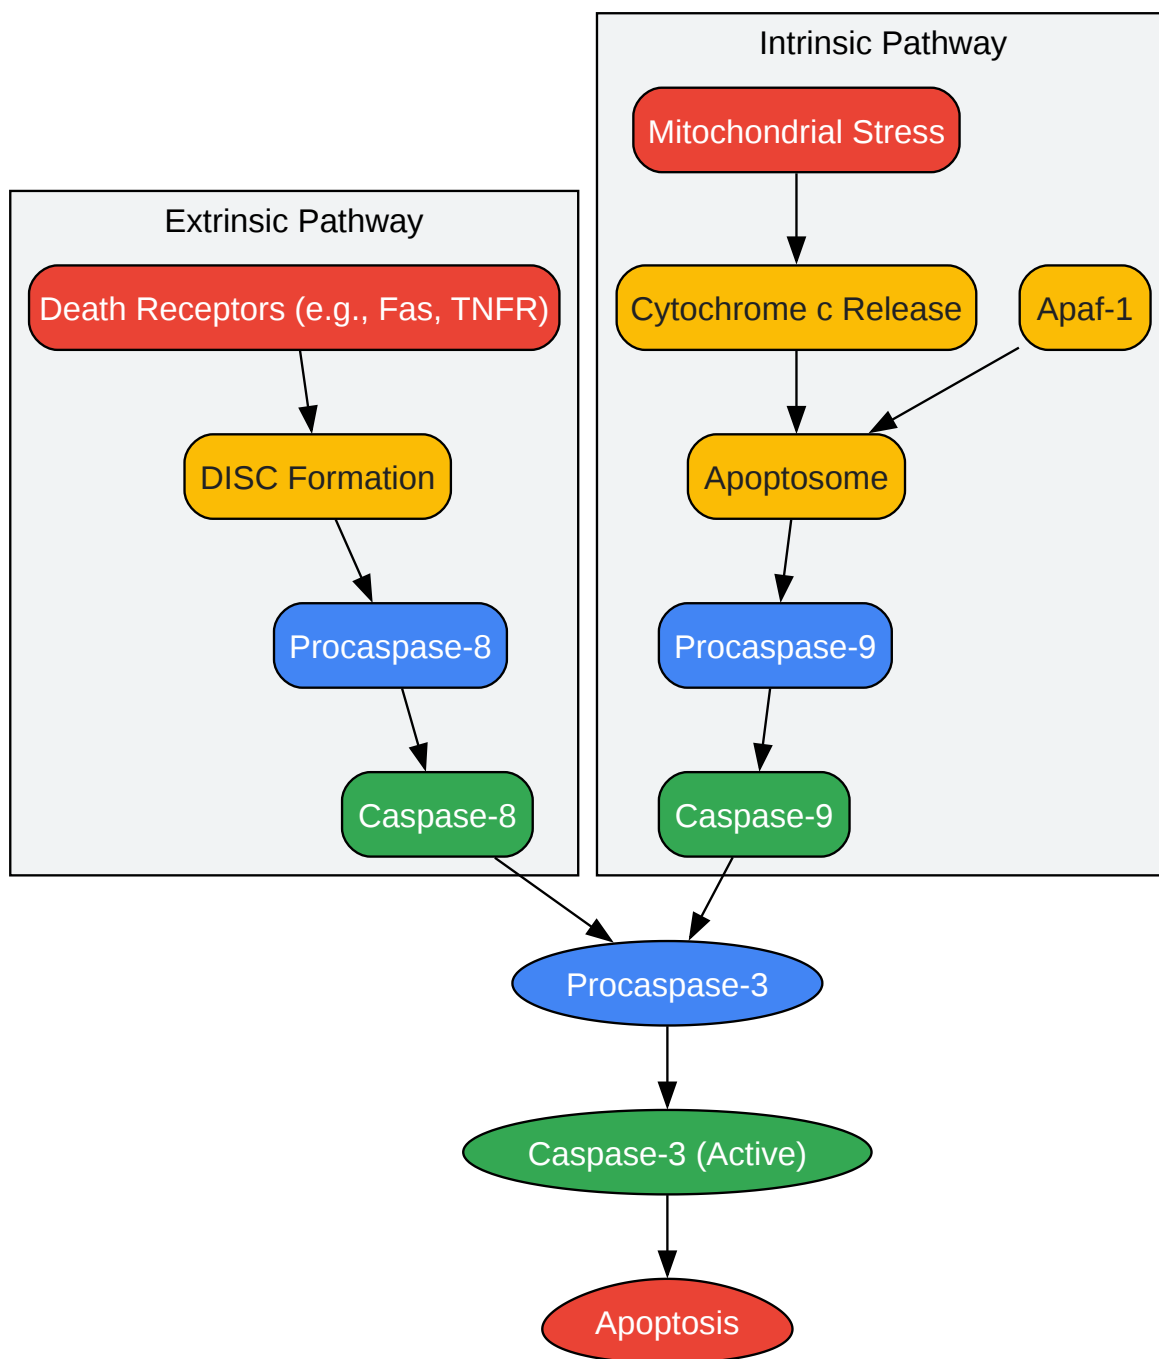 Intrinsic Pathway
Mitochondrial Stress
Extrinsic Pathway
Death Receptors (e.g., Fas, TNFR)
Cytochrome c Release
Apaf-1
DISC Formation
Apoptosome
Procaspase-8
Procaspase-9
Caspase-8
Caspase-9
Procaspase-3
Caspase-3 (Active)
Apoptosis